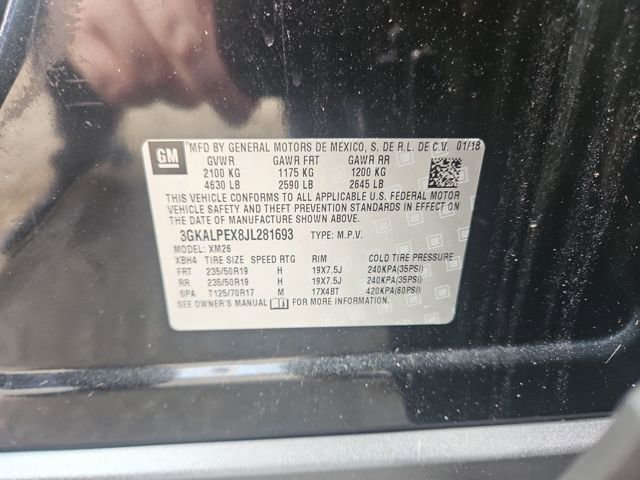 GM
MFD BY GENERAL MOTORS DE MEXICO, S. DE R.L. DE C.V. 01/18
GVWR GAWR FRT GAWR RR
2100 KG 1175 KG 1200 KG
4630 LB 2590 LB 2645 LB
THIS VEHICLE CONFORMS TO ALL APPLICABLE U.S. FEDERAL MOTOR
VEHICLE SAFETY AND THEFT PREVENTION STANDARDS IN EFFECT ON
THE DATE OF MANUFACTURE SHOWN ABOVE.
3GKALPEX8JL281693 TYPE: M.P.V.
MODEL: XM26
XBH4 TIRE SIZE SPEED RTG RIM COLD TIRE PRESSURE
FRT 235/50R19 H 19X7.5J 240KPA(35PSI)
RR 235/50R19 H 19X7.5J 240KPA(35PSI)
SPA T125/70R17 M 17X4BT 420KPA(60PSI)
SEE OWNER'S MANUAL FOR MORE INFORMATION.